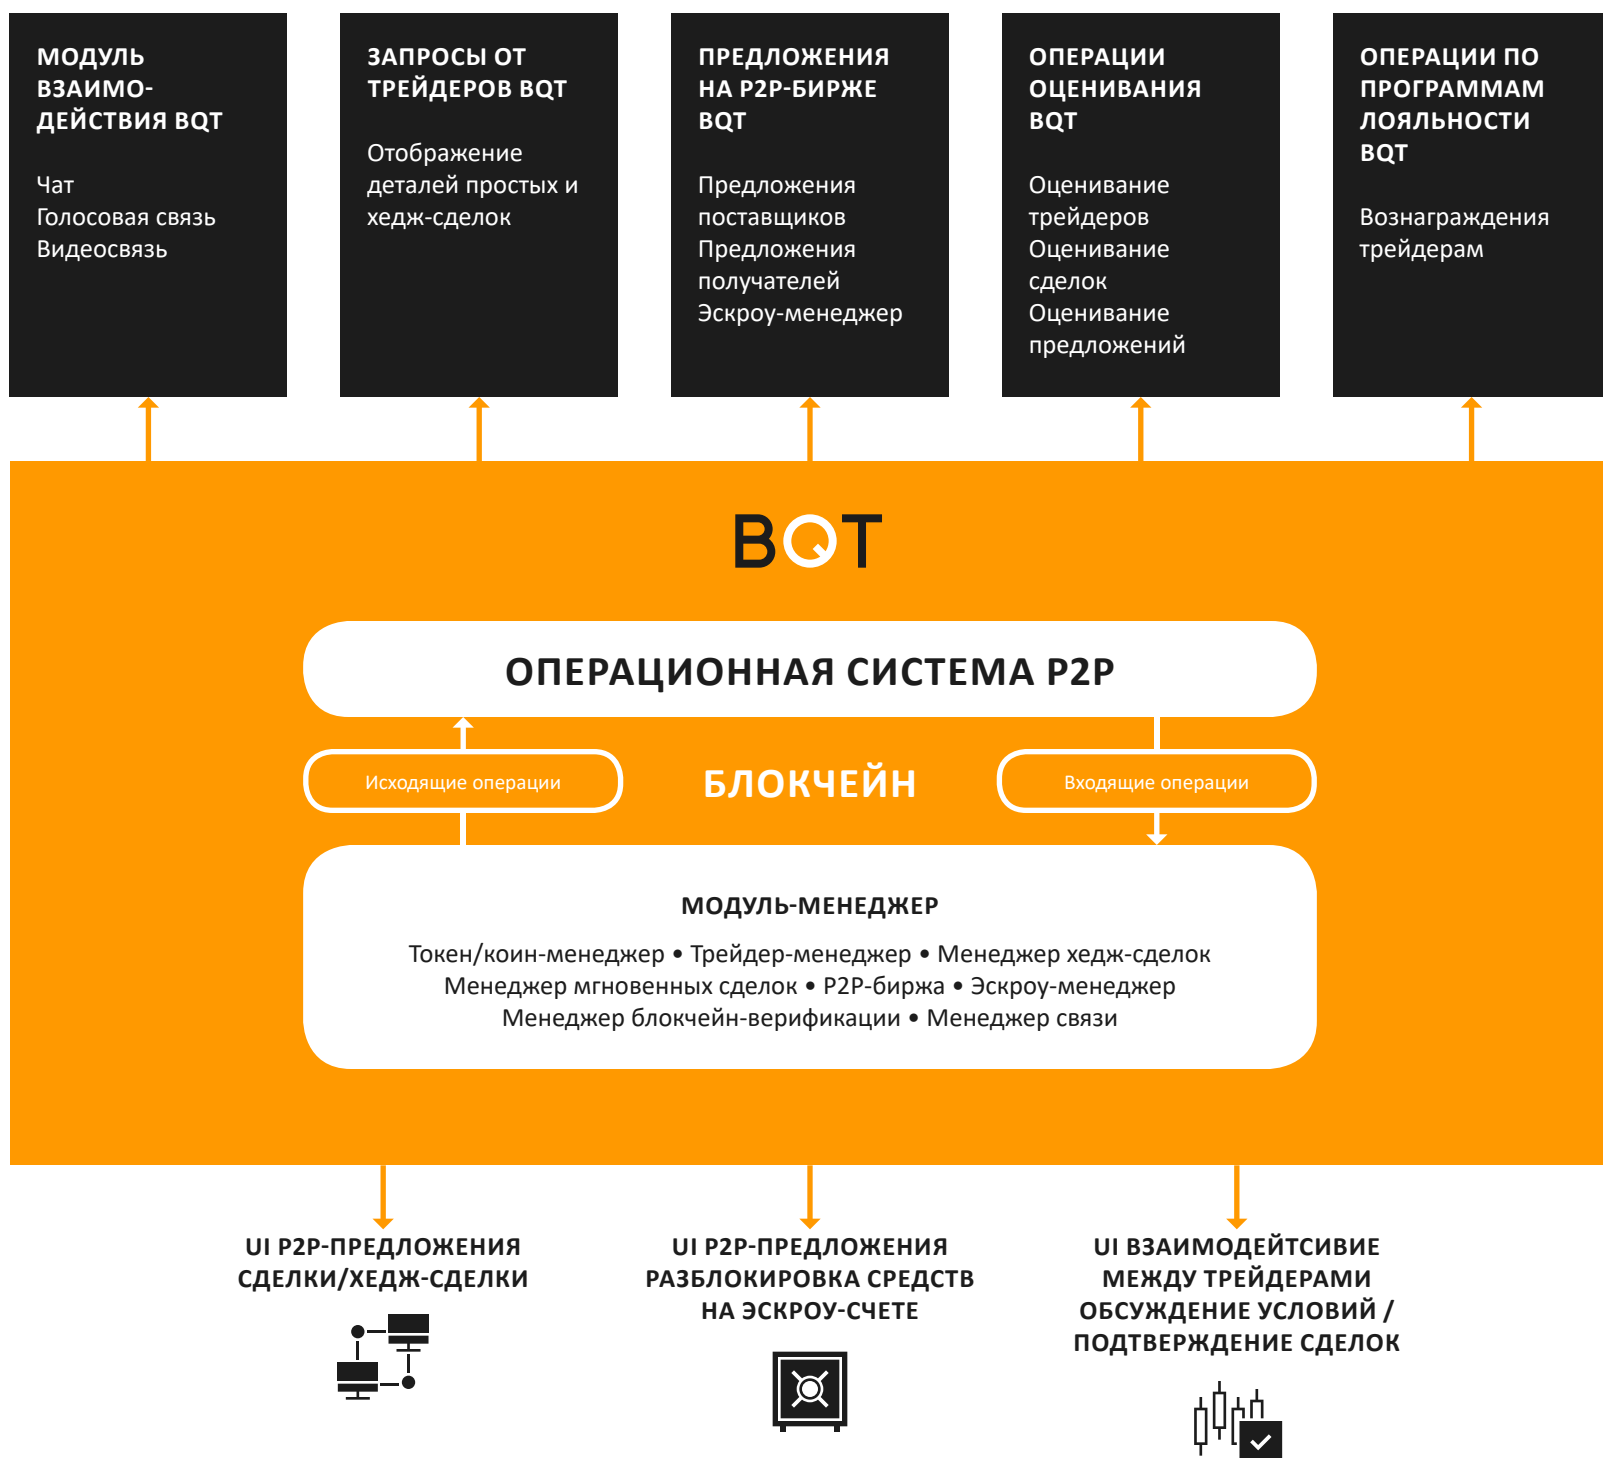 МОДУЛЬ
ВЗАИМО-
ДЕЙСТВИЯ BQT
Чат
Голосовая связь
Видеосвязь
ЗАПРОСЫ ОТ
ТРЕЙДЕРОВ BQT
Отображение
деталей простых и
хедж-сделок
ПРЕДЛОЖЕНИЯ
НА P2P-БИРЖЕ
BQT
Предложения
поставщиков
Предложения
получателей
Эскроу-менеджер
ОПЕРАЦИИ
ОЦЕНИВАНИЯ
BQT
Оценивание
трейдеров
Оценивание
сделок
Оценивание
предложений
ОПЕРАЦИИ ПО
ПРОГРАММАМ
ЛОЯЛЬНОСТИ
BQT
Вознаграждения
трейдерам
BQT
ОПЕРАЦИОННАЯ СИСТЕМА P2P
Исходящие операции
БЛОКЧЕЙН
Входящие операции
МОДУЛЬ-МЕНЕДЖЕР
Токен/коин-менеджер • Трейдер-менеджер • Менеджер хедж-сделок
Менеджер мгновенных сделок • P2P-биржа • Эскроу-менеджер
Менеджер блокчейн-верификации • Менеджер связи
UI P2P-ПРЕДЛОЖЕНИЯ
СДЕЛКИ/ХЕДЖ-СДЕЛКИ
UI P2P-ПРЕДЛОЖЕНИЯ
РАЗБЛОКИРОВКА СРЕДСТВ
НА ЭСКРОУ-СЧЕТЕ
UI ВЗАИМОДЕЙТСИВИЕ
МЕЖДУ ТРЕЙДЕРАМИ
ОБСУЖДЕНИЕ УСЛОВИЙ /
ПОДТВЕРЖДЕНИЕ СДЕЛОК